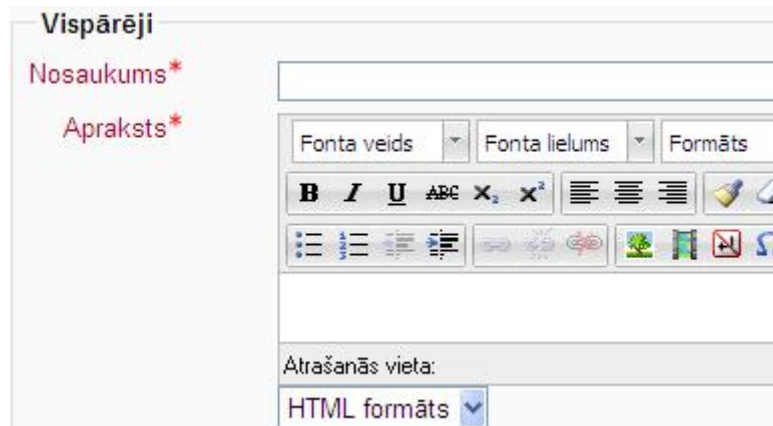 Vispārēji
Nosaukums*
Apraksts*
Fonta veids Fonta lielums Formāts
B I U ABC x₂ x²
Atrašanās vieta:
HTML formāts